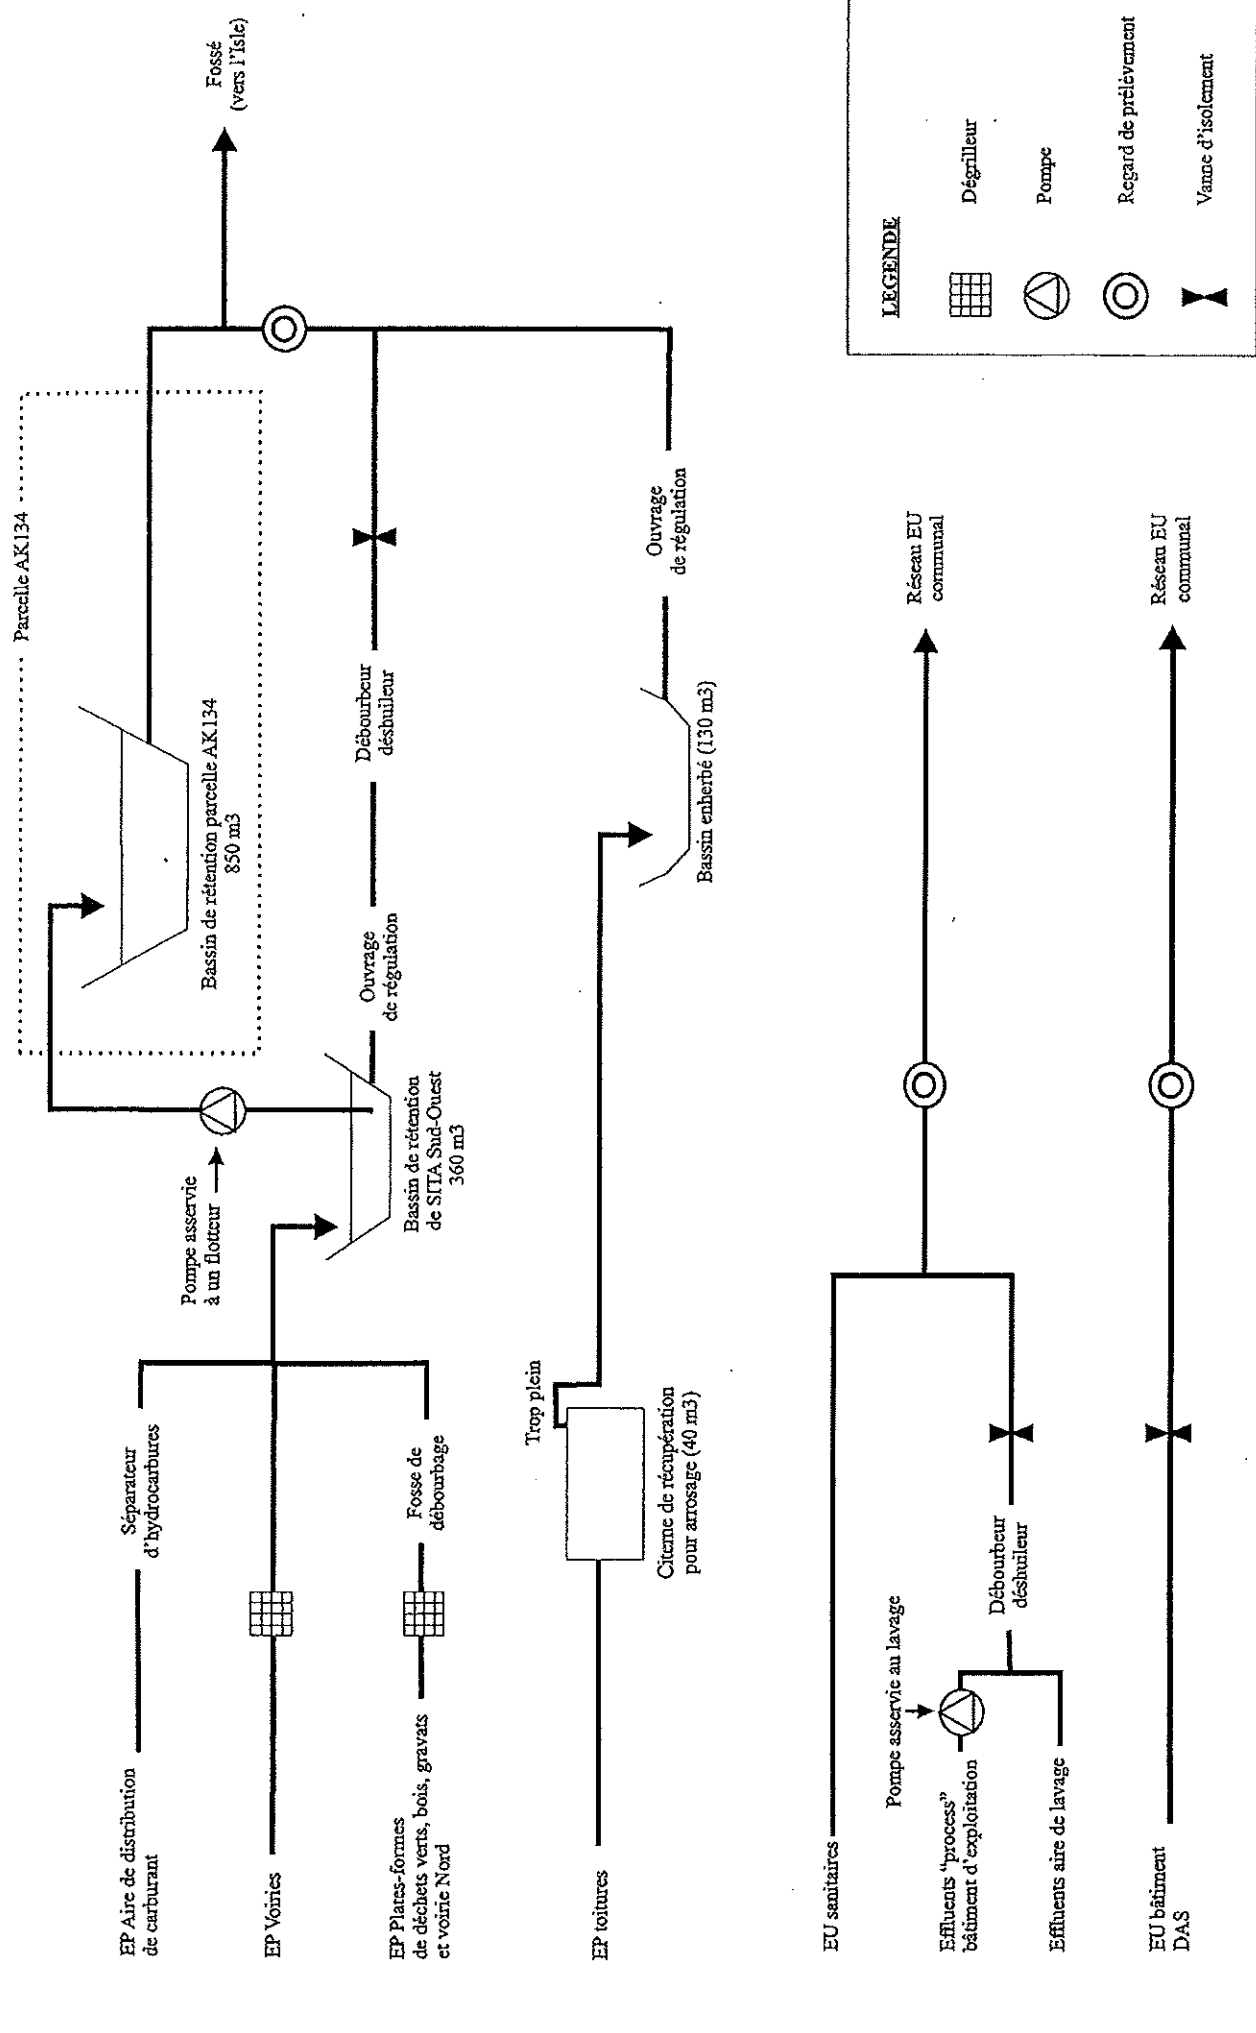 EP Aire de distribution
de carburant
Séparateur
d'hydrocarbures
EP Voiries
EP Plates-formes
de déchets verts, bois, gravats
et voirie Nord
Fosse de
débourbage
Pompe asservie
à un flotteur
Bassin de rétention
de SITA Sud-Ouest
360 m3
Parcelle AK134
Bassin de rétention parcelle AK134
850 m3
Ouvrage
de régulation
Débourbeur
déshuileur
Fossé
(vers l'Isle)
EP toitures
Trop plein
Citerne de récupération
pour arrosage (40 m3)
Bassin enherbé (130 m3)
Ouvrage
de régulation
EU sanitaires
Pompe asservie au lavage
Effluents "process"
bâtiment d'exploitation
Effluents aire de lavage
Débourbeur
déshuileur
Réseau EU
communal
EU bâtiment
DAS
Réseau EU
communal
LEGENDE
Dégrilleur
Pompe
Regard de prélèvement
Vanne d'isolement